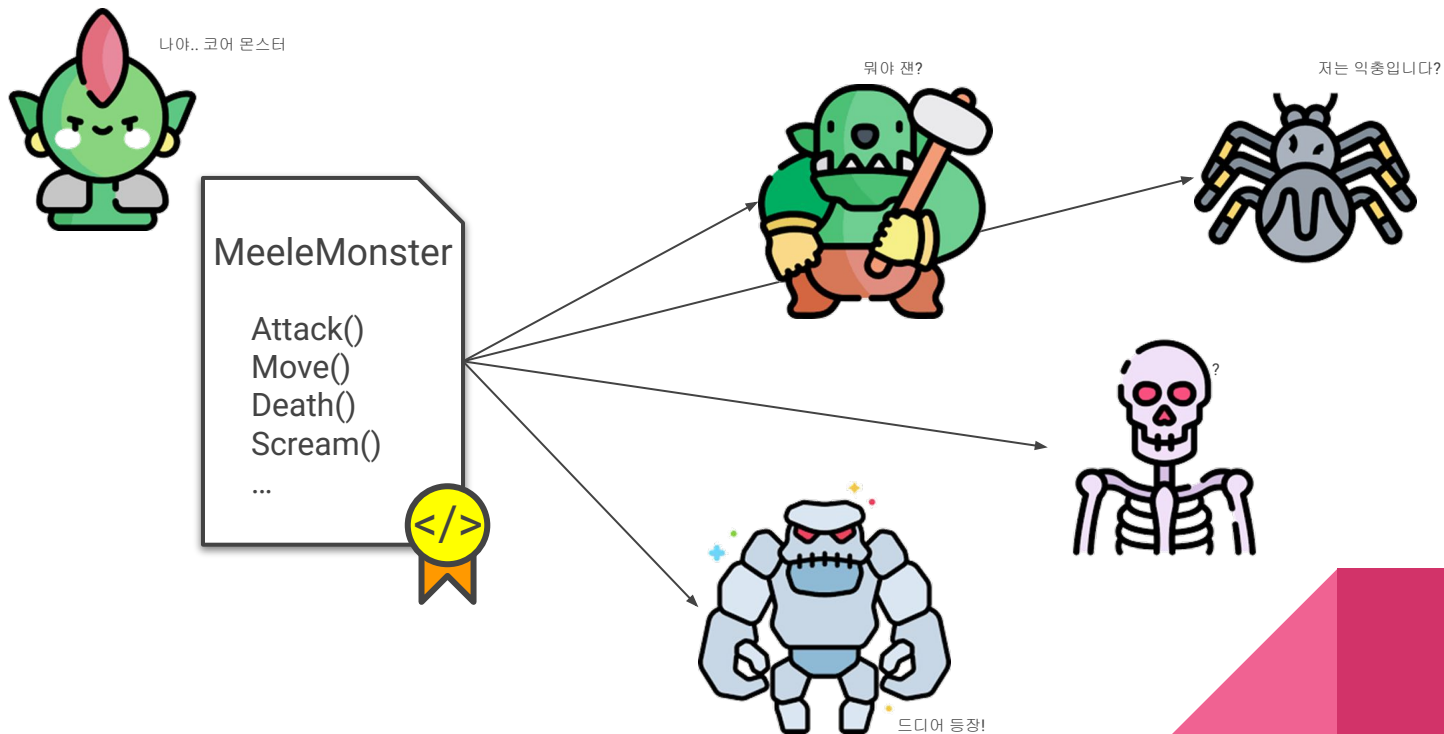 나야.. 코어 몬스터
뭐야 쟨?
저는 익충입니다?
MeeleMonster
Attack()
Move()
Death()
Scream()
...
</>
?
드디어 등장!